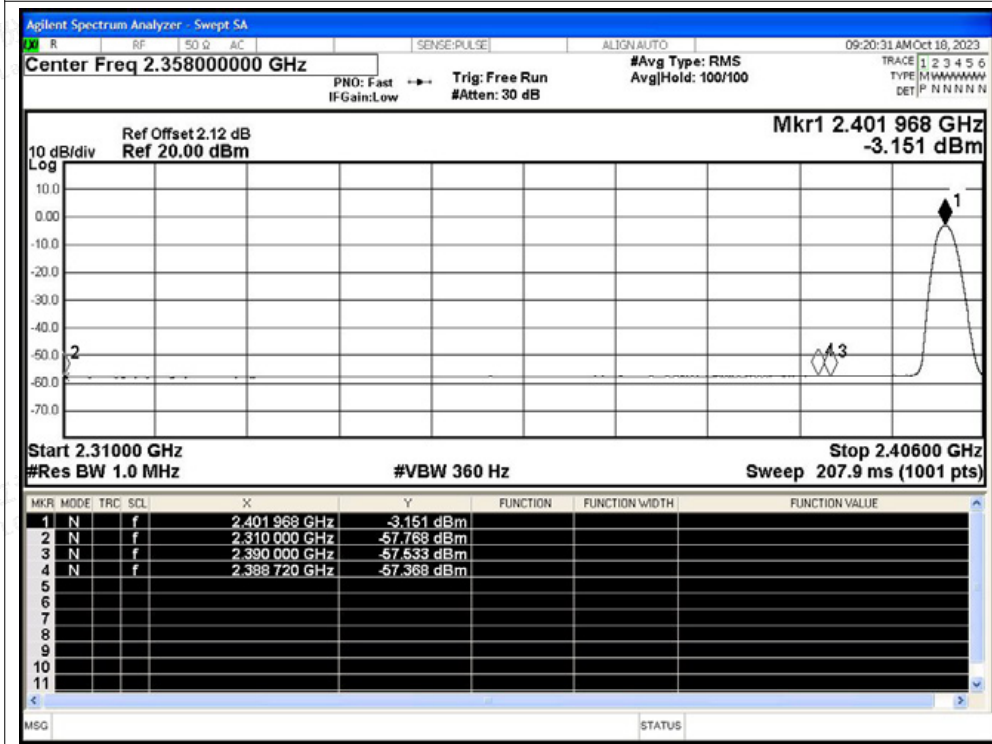 Agilent Spectrum Analyzer - Swept SA
LXI R RF 50 Ω AC SENSE:PULSE ALIGN AUTO 09:20:31 AM Oct 18, 2023
Center Freq 2.358000000 GHz #Avg Type: RMS TRACE 1 2 3 4 5 6
PNO: Fast Trig: Free Run Avg|Hold: 100/100 TYPE M WWWWW
IFGain:Low #Atten: 30 dB DET P N N N N N
Mkr1 2.401 968 GHz
Ref Offset 2.12 dB
10 dB/div Ref 20.00 dBm -3.151 dBm
Log
10.0
1
0.00
-10.0
-20.0
-30.0
-40.0
-50.0 2 4 3
-60.0
-70.0
Start 2.31000 GHz Stop 2.40600 GHz
#Res BW 1.0 MHz #VBW 360 Hz Sweep 207.9 ms (1001 pts)
MKR MODE TRC SCL X Y FUNCTION FUNCTION WIDTH FUNCTION VALUE
1 N f 2.401 968 GHz -3.151 dBm
2 N f 2.310 000 GHz -57.768 dBm
3 N f 2.390 000 GHz -57.533 dBm
4 N f 2.388 720 GHz -57.368 dBm
5
6
7
8
9
10
11
MSG STATUS